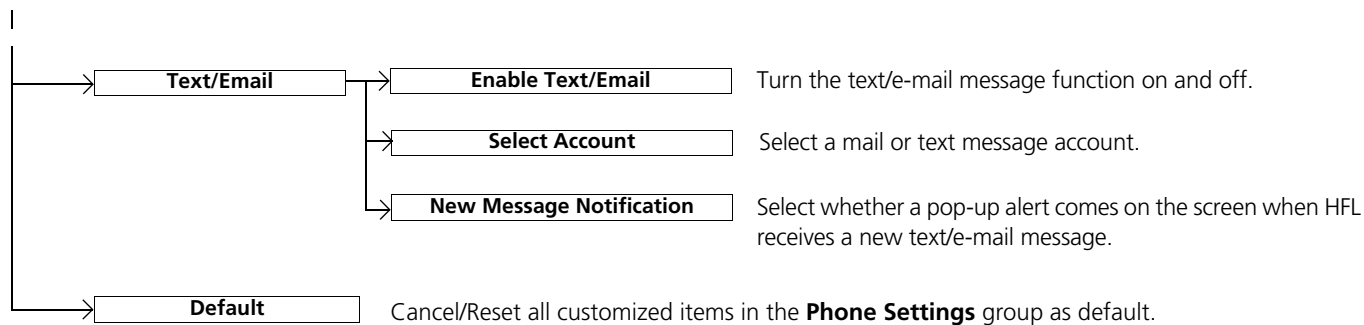 Text/Email
Enable Text/Email
Turn the text/e-mail message function on and off.
Select Account
Select a mail or text message account.
New Message Notification
Select whether a pop-up alert comes on the screen when HFL
receives a new text/e-mail message.
Default
Cancel/Reset all customized items in the Phone Settings group as default.